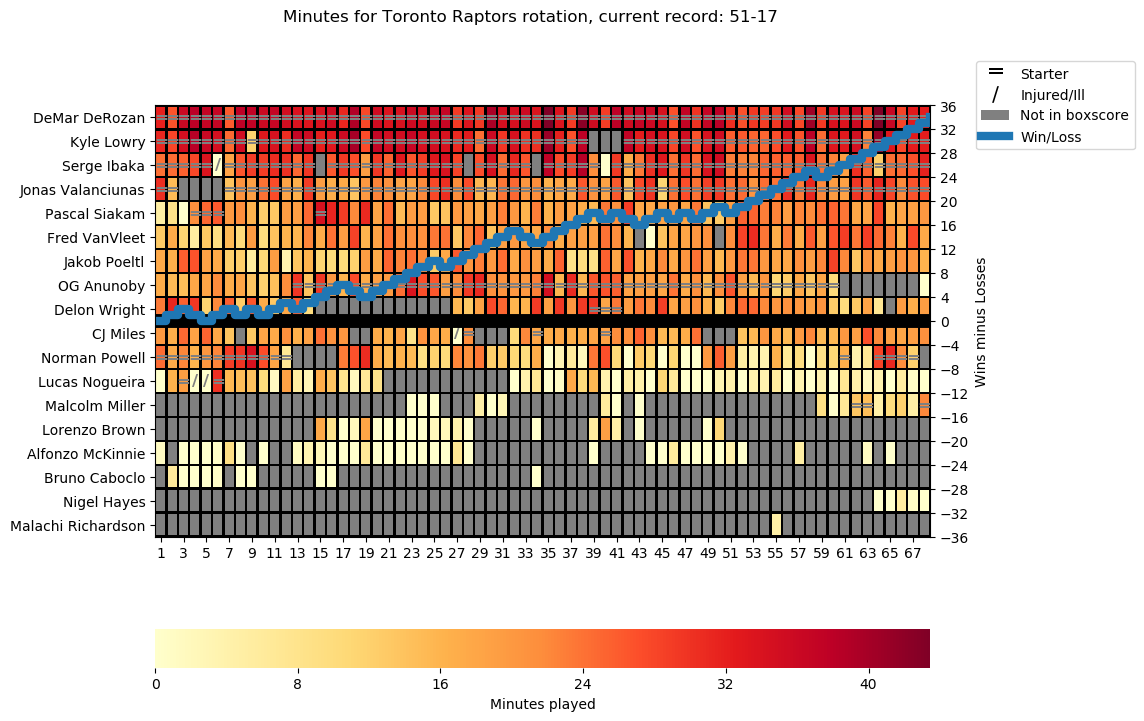 Minutes for Toronto Raptors rotation, current record: 51-17
Starter
/ Injured/Ill
Not in boxscore
Win/Loss
DeMar DeRozan
Kyle Lowry
Serge Ibaka
Jonas Valanciunas
Pascal Siakam
Fred VanVleet
Jakob Poeltl
OG Anunoby
Delon Wright
CJ Miles
Norman Powell
Lucas Nogueira
Malcolm Miller
Lorenzo Brown
Alfonzo McKinnie
Bruno Caboclo
Nigel Hayes
Malachi Richardson
36
32
28
24
20
16
12
8
4
0
−4
−8
−12
−16
−20
−24
−28
−32
−36
Wins minus Losses
1 3 5 7 9 11 13 15 17 19 21 23 25 27 29 31 33 35 37 39 41 43 45 47 49 51 53 55 57 59 61 63 65 67
0 8 16 24 32 40
Minutes played